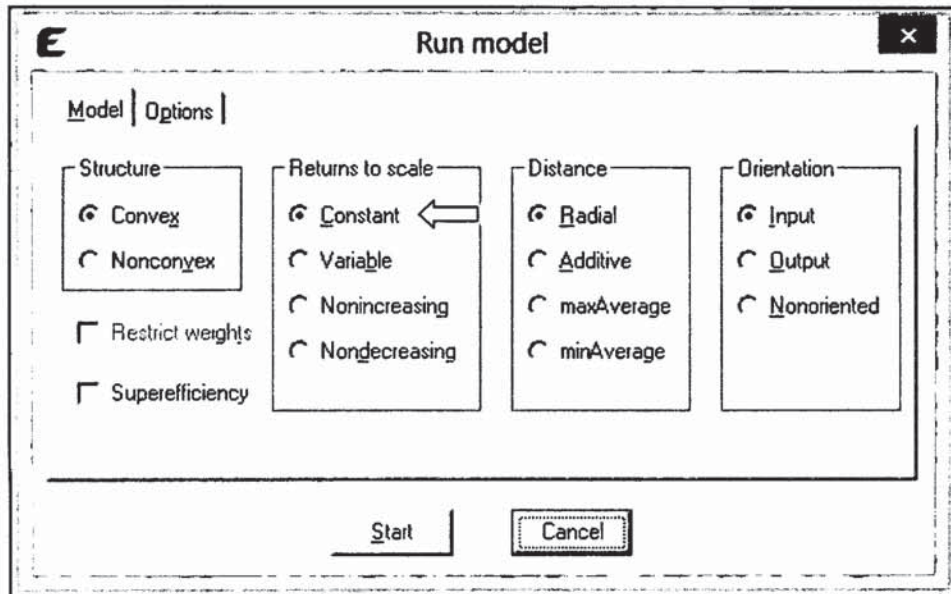 E
Run model
Model
Options
Structure
Convex
Nonconvex
Restrict weights
Superefficiency
Returns to scale
Constant
Variable
Nonincreasing
Nondecreasing
Distance
Radial
Additive
maxAverage
minAverage
Orientation
Input
Output
Nonoriented
Start
Cancel